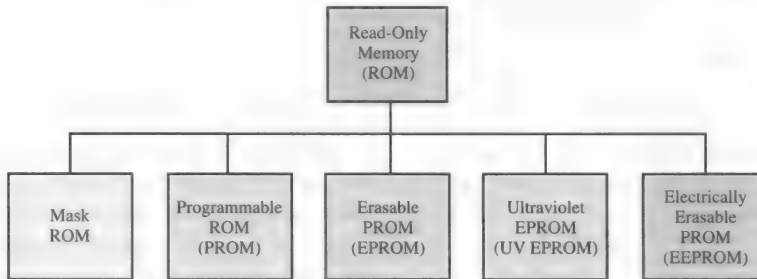 Read-Only
Memory
(ROM)
Mask
ROM
Programmable
ROM
(PROM)
Erasable
PROM
(EPROM)
Ultraviolet
EPROM
(UV EPROM)
Electrically
Erasable
PROM
(EEPROM)